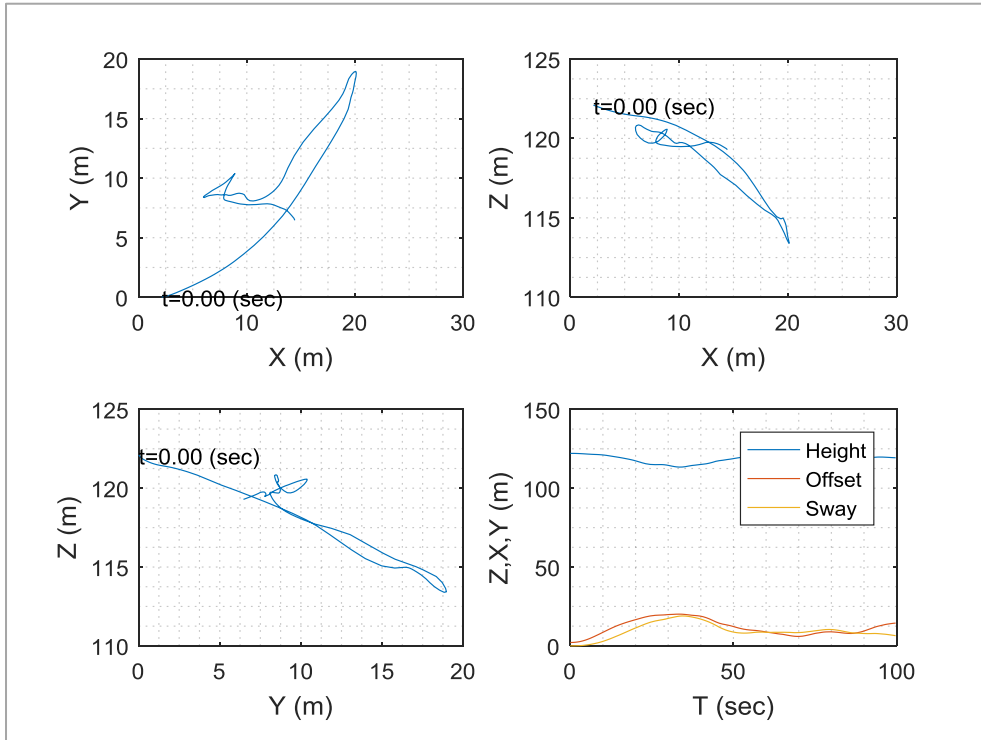 20
15
10
5
0
Y (m)
t=0.00 (sec)
0 10 20 30
X (m)
125
120
115
110
Z (m)
t=0.00 (sec)
0 10 20 30
X (m)
125
120
115
110
Z (m)
t=0.00 (sec)
0 5 10 15 20
Y (m)
150
100
50
0
Z,X,Y (m)
Height
Offset
Sway
0 50 100
T (sec)